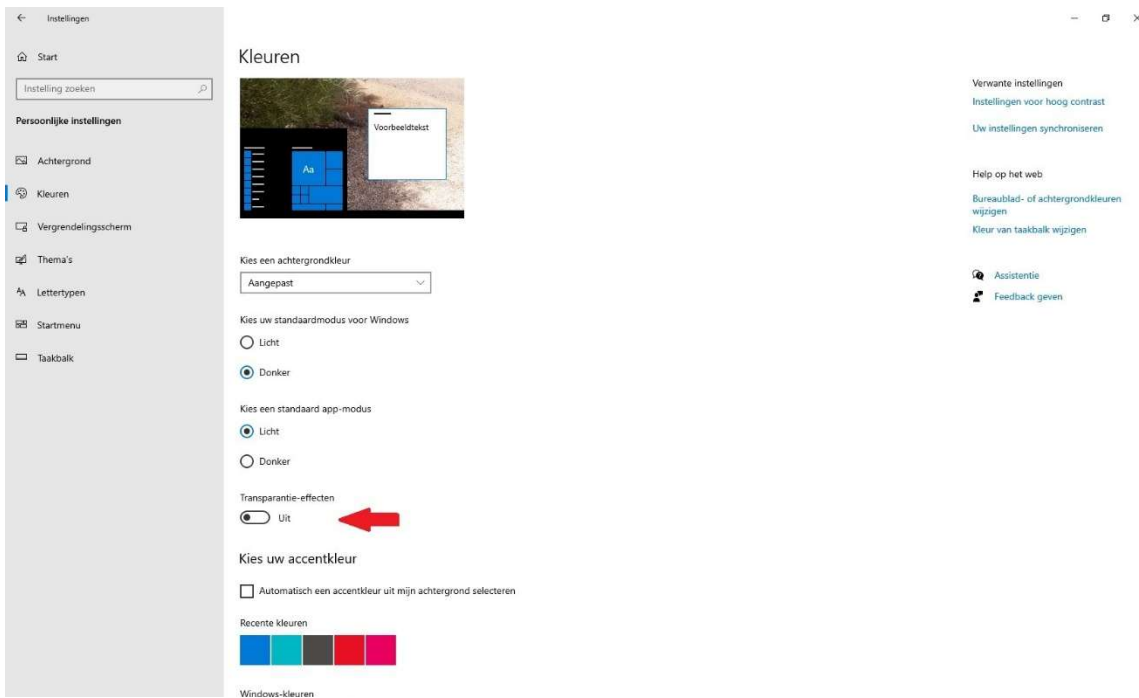 Instellingen
Start
Instelling zoeken
Persoonlijke instellingen
Achtergrond
Kleuren
Vergrendelingsscherm
Thema's
Lettertypen
Startmenu
Taakbalk
Kleuren
Voorbeeldtekst
Aa
Kies een achtergrondkleur
Aangepast
Kies uw standaardmodus voor Windows
Licht
Donker
Kies een standaard app-modus
Licht
Donker
Transparantie-effecten
Uit
Kies uw accentkleur
Automatisch een accentkleur uit mijn achtergrond selecteren
Recente kleuren
Windows-kleuren
Verwante instellingen
Instellingen voor hoog contrast
Uw instellingen synchroniseren
Help op het web
Bureaublad- of achtergrondkleuren
wijzigen
Kleur van taakbalk wijzigen
Assistentie
Feedback geven